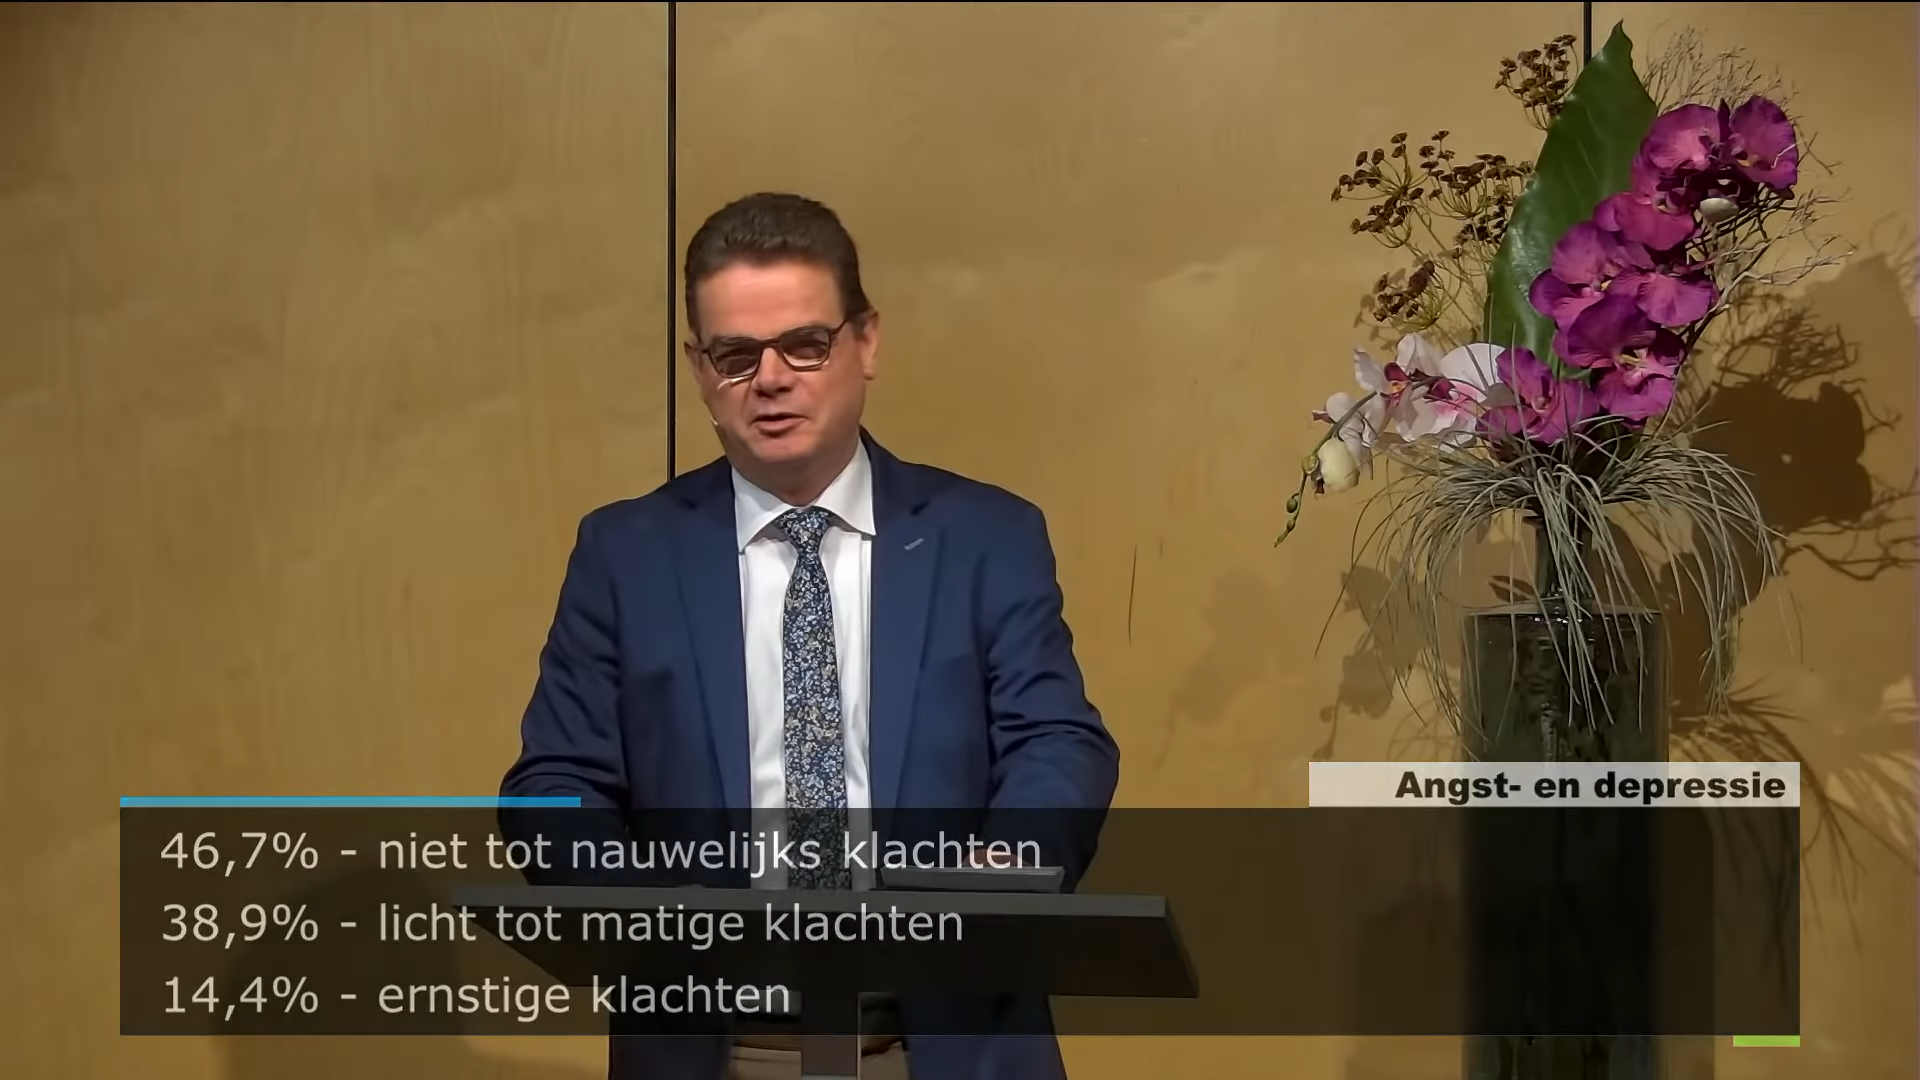 Angst- en depressie
46,7% - niet tot nauwelijks klachten
38,9% - licht tot matige klachten
14,4% - ernstige klachten